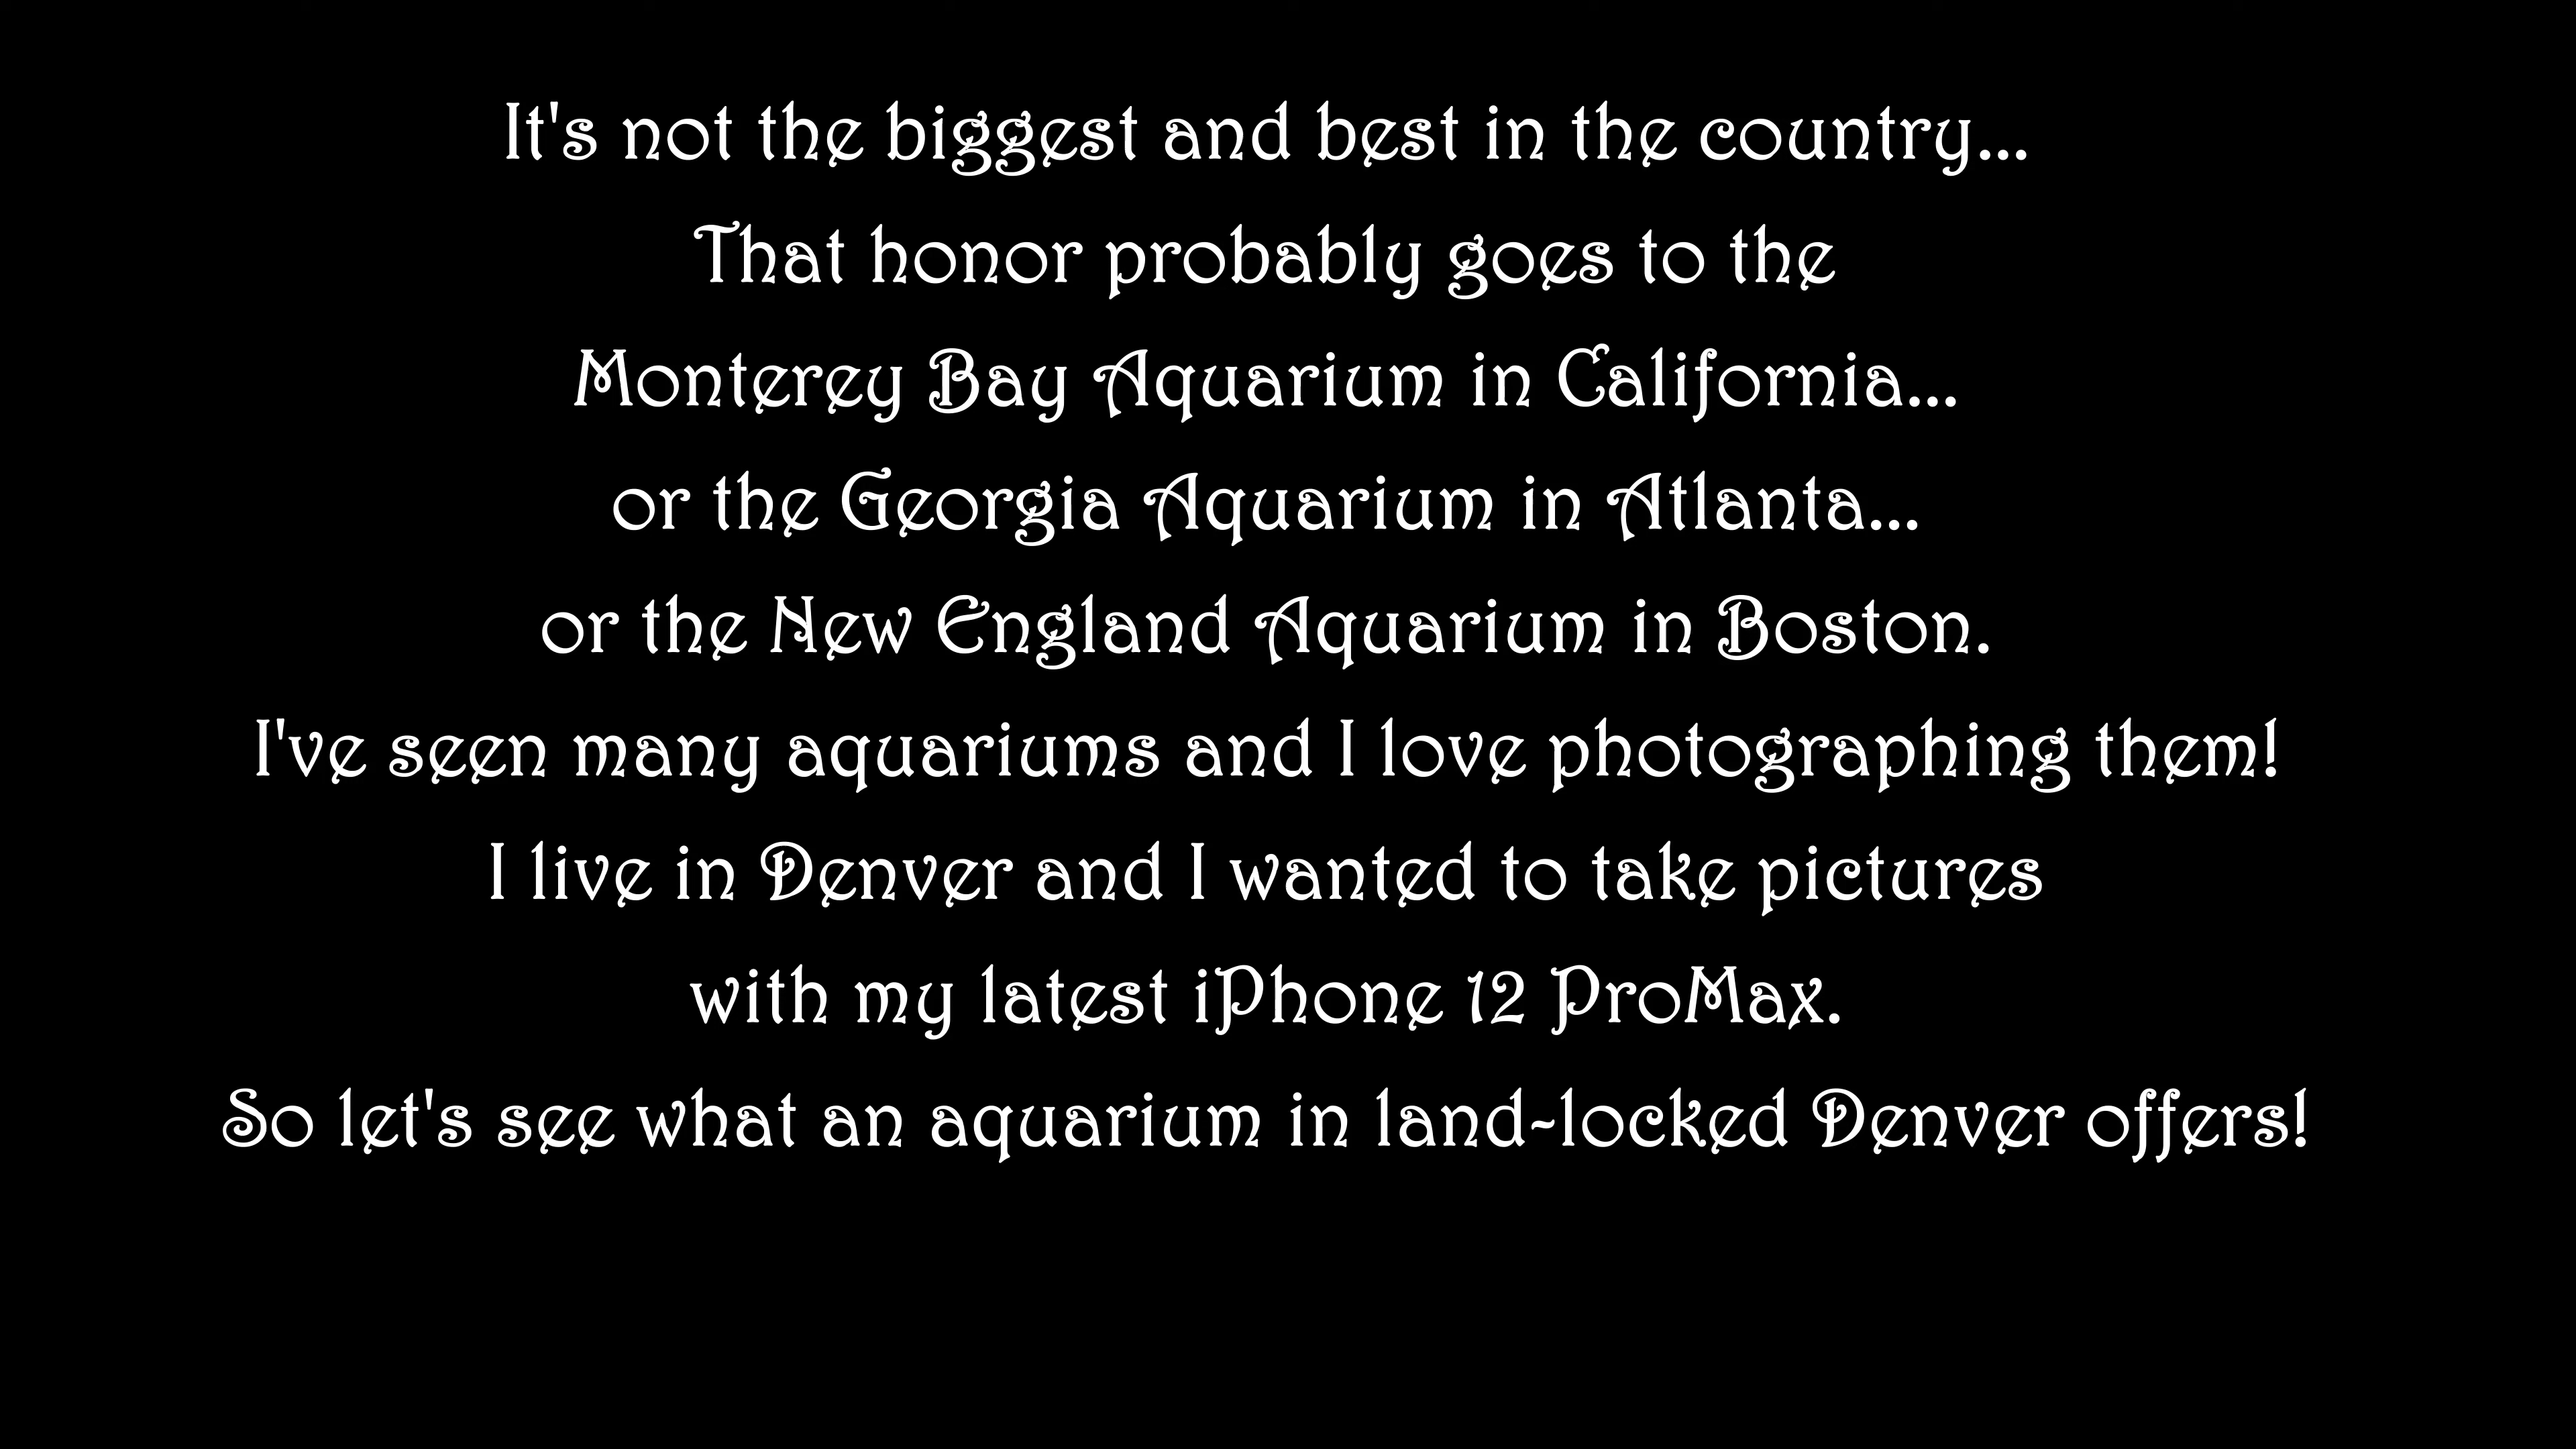 It's not the biggest and best in the country...
That honor probably goes to the
Monterey Bay Aquarium in California...
or the Georgia Aquarium in Atlanta...
or the New England Aquarium in Boston.
I've seen many aquariums and I love photographing them!
I live in Denver and I wanted to take pictures
with my latest iPhone 12 ProMax.
So let's see what an aquarium in land-locked Denver offers!